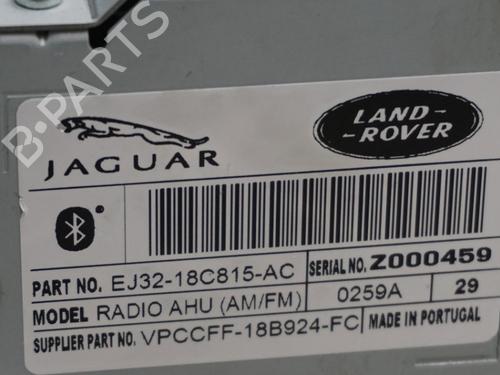 B-PARTS
JAGUAR
LAND-
-ROVER
PART NO. EJ32-18C815-AC
SERIAL NO. Z000459
MODEL RADIO AHU (AM/FM)
0259A 29
SUPPLIER PART NO. VPCCFF-18B924-FC
MADE IN PORTUGAL